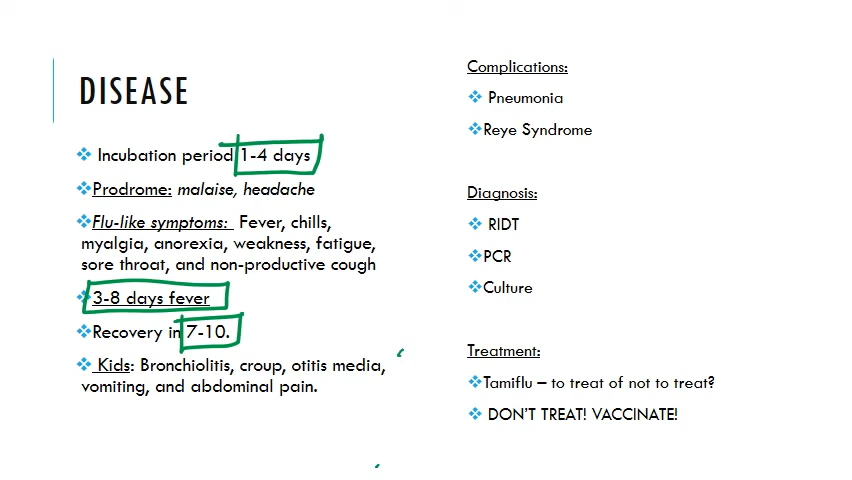 DISEASE
Incubation period 1-4 days
Prodrome: malaise, headache
Flu-like symptoms: Fever, chills,
myalgia, anorexia, weakness, fatigue,
sore throat, and non-productive cough
3-8 days fever
Recovery in 7-10.
Kids: Bronchiolitis, croup, otitis media,
vomiting, and abdominal pain.
Complications:
Pneumonia
Reye Syndrome
Diagnosis:
RIDT
PCR
Culture
Treatment:
Tamiflu – to treat of not to treat?
DON'T TREAT! VACCINATE!